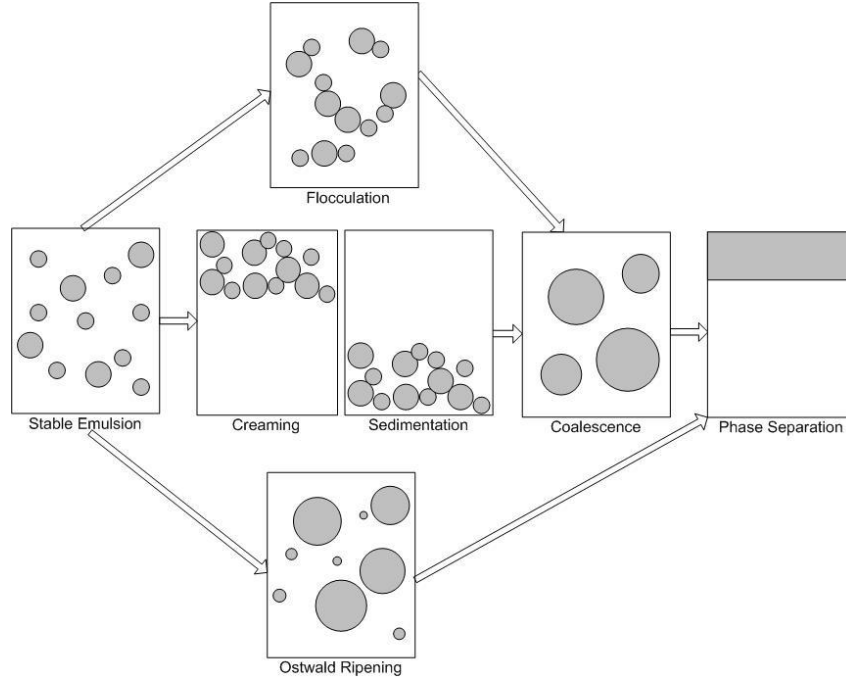 Flocculation
Stable Emulsion
Creaming
Sedimentation
Coalescence
Phase Separation
Ostwald Ripening